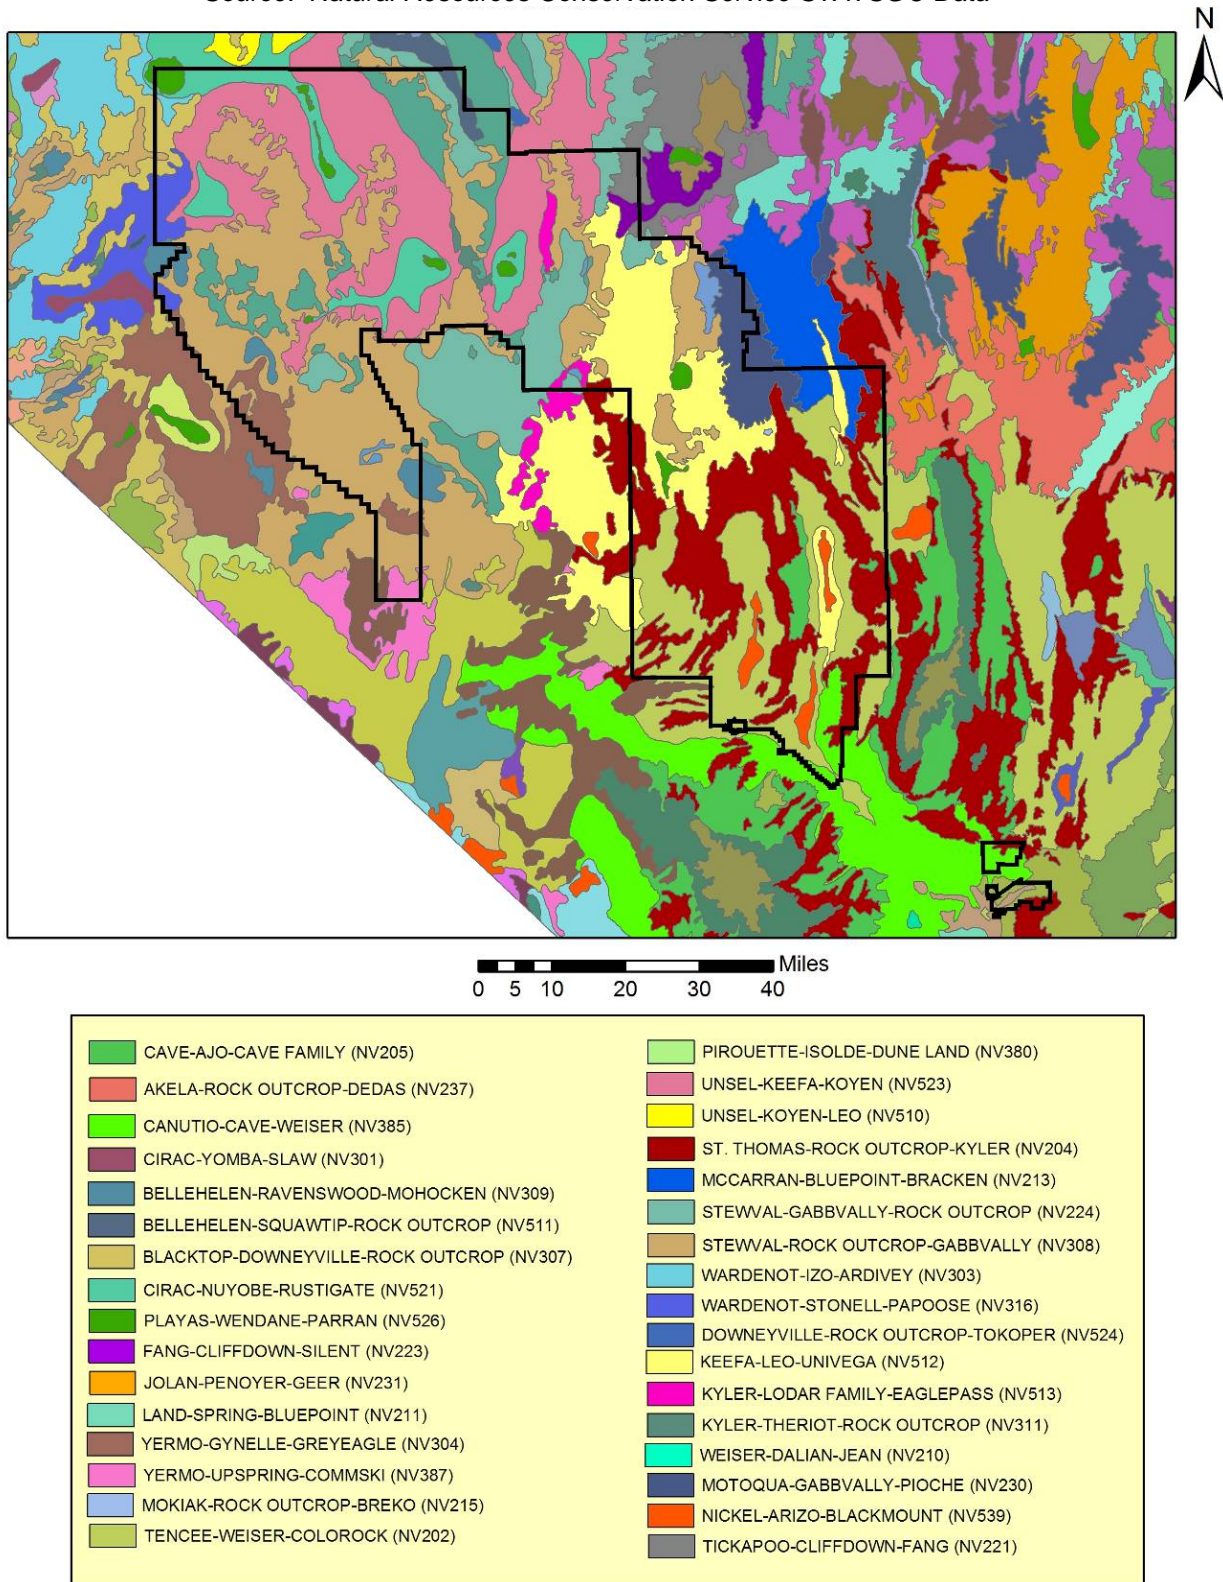 Source: Natural Resources Conservation Service STATSGO Data
N
Miles
0 5 10 20 30 40
CAVE-AJO-CAVE FAMILY (NV205)
AKELA-ROCK OUTCROP-DEDAS (NV237)
CANUTIO-CAVE-WEISER (NV385)
CIRAC-YOMBA-SLAW (NV301)
BELLEHELEN-RAVENSWOOD-MOHOCKEN (NV309)
BELLEHELEN-SQUAWTIP-ROCK OUTCROP (NV511)
BLACKTOP-DOWNEYVILLE-ROCK OUTCROP (NV307)
CIRAC-NUYOBE-RUSTIGATE (NV521)
PLAYAS-WENDANE-PARRAN (NV526)
FANG-CLIFFDOWN-SILENT (NV223)
JOLAN-PENOYER-GEER (NV231)
LAND-SPRING-BLUEPOINT (NV211)
YERMO-GYNELLE-GREYEAGLE (NV304)
YERMO-UPSPRING-COMMSKI (NV387)
MOKIAK-ROCK OUTCROP-BREKO (NV215)
TENCEE-WEISER-COLOROCK (NV202)
PIROUETTE-ISOLDE-DUNE LAND (NV380)
UNSEL-KEEFA-KOYEN (NV523)
UNSEL-KOYEN-LEO (NV510)
ST. THOMAS-ROCK OUTCROP-KYLER (NV204)
MCCARRAN-BLUEPOINT-BRACKEN (NV213)
STEWVAL-GABBVALLY-ROCK OUTCROP (NV224)
STEWVAL-ROCK OUTCROP-GABBVALLY (NV308)
WARDENOT-IZO-ARDIVEY (NV303)
WARDENOT-STONELL-PAPOOSE (NV316)
DOWNEYVILLE-ROCK OUTCROP-TOKOPER (NV524)
KEEFA-LEO-UNIVEGA (NV512)
KYLER-LODAR FAMILY-EAGLEPASS (NV513)
KYLER-THERIOT-ROCK OUTCROP (NV311)
WEISER-DALIAN-JEAN (NV210)
MOTOQUA-GABBVALLY-PIOCHE (NV230)
NICKEL-ARIZO-BLACKMOUNT (NV539)
TICKAPOO-CLIFFDOWN-FANG (NV221)